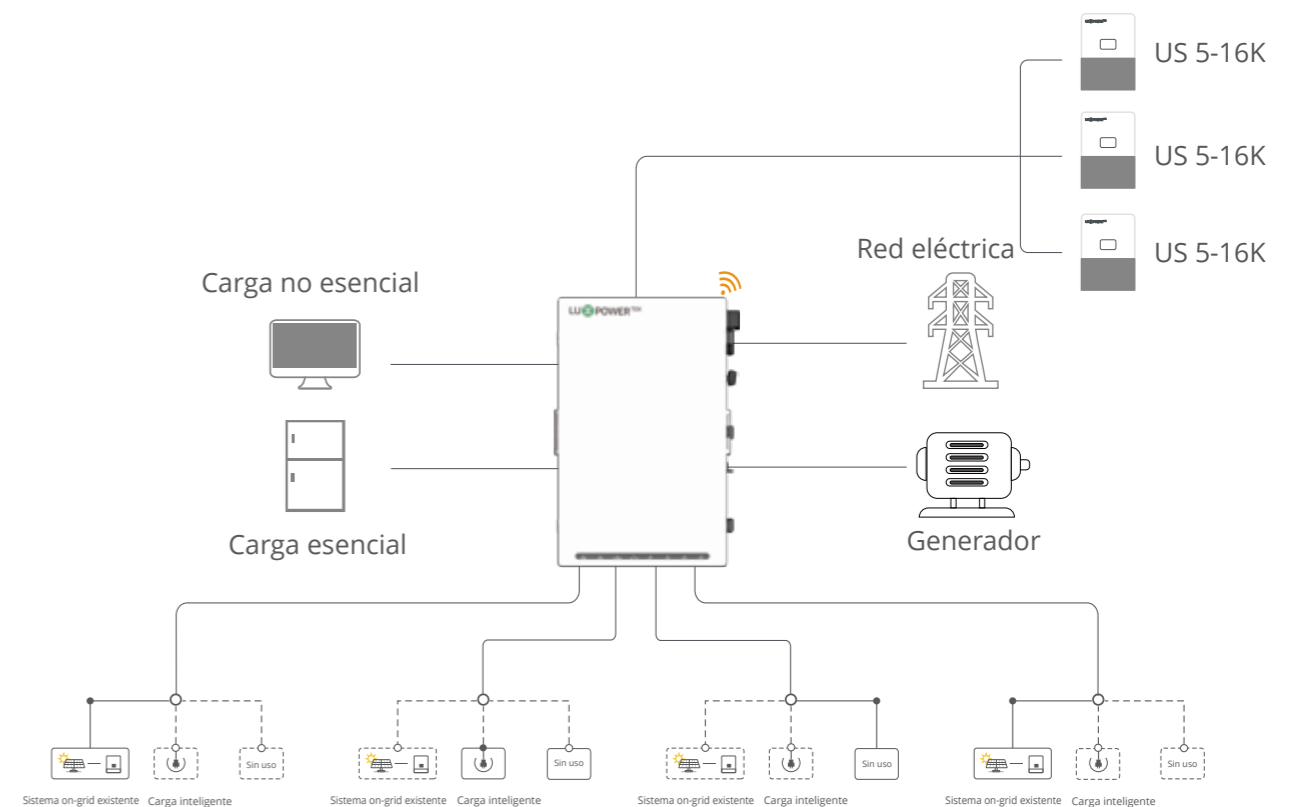 US 5-16K
US 5-16K
US 5-16K
Red eléctrica
Carga no esencial
LUXPOWERTEK
Carga esencial
Generador
Sin uso
Sin uso
Sin uso
Sin uso
Sistema on-grid existente
Carga inteligente
Sistema on-grid existente
Carga inteligente
Sistema on-grid existente
Carga inteligente
Sistema on-grid existente
Carga inteligente